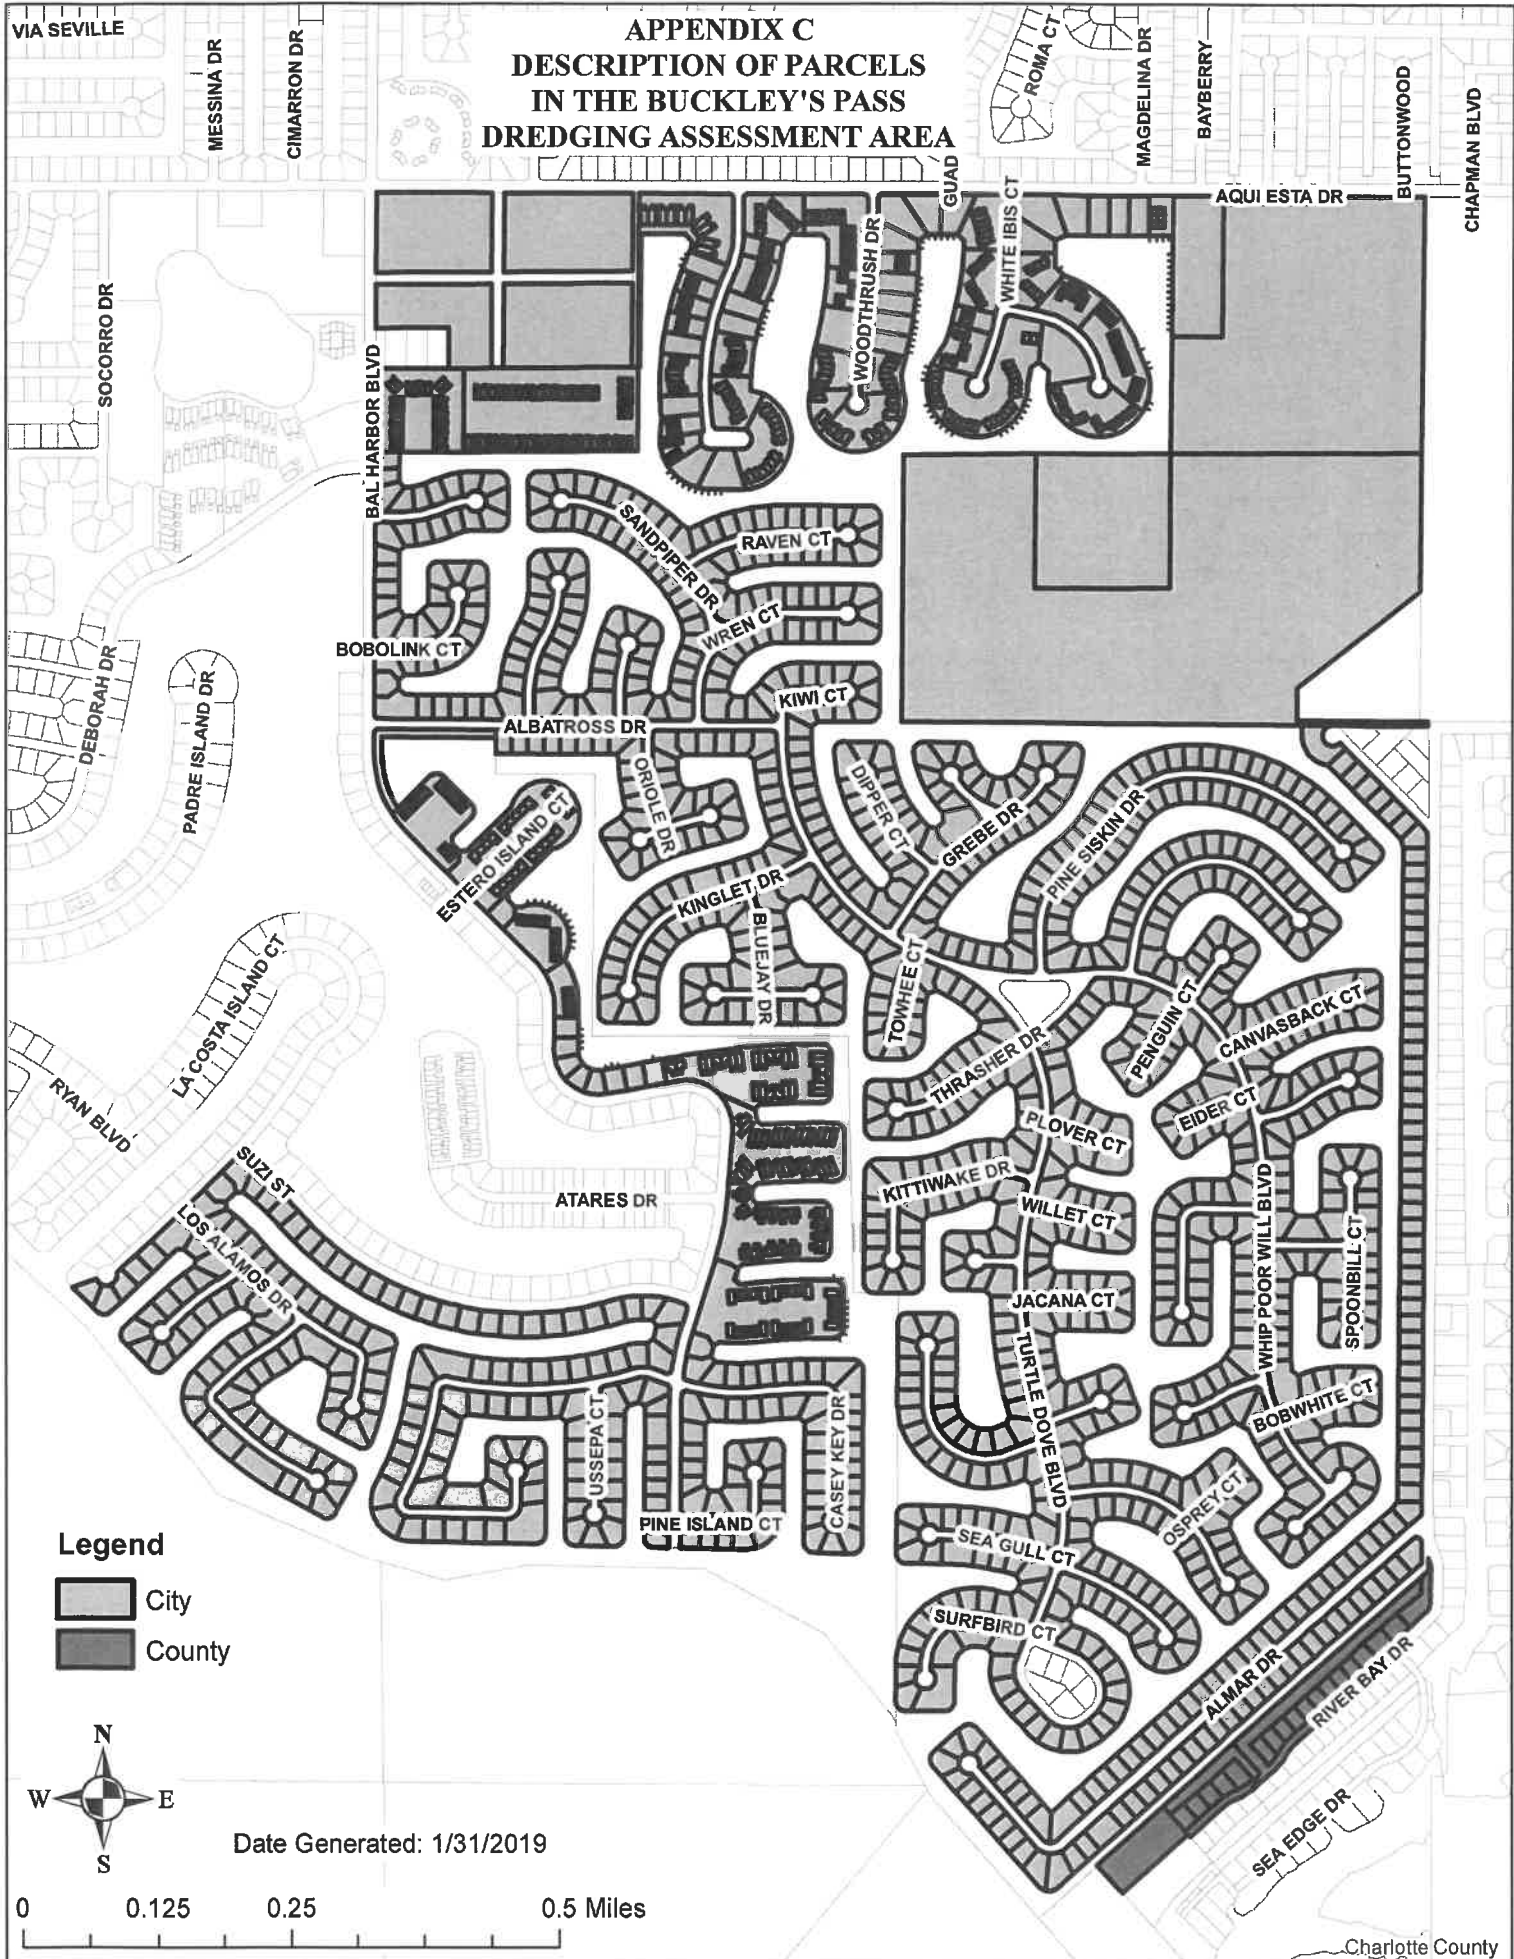 APPENDIX C
DESCRIPTION OF PARCELS
IN THE BUCKLEY'S PASS
DREDGING ASSESSMENT AREA
VIA SEVILLE
MESSINA DR
CIMARRON DR
ROMA CT
MAGDELINA DR
BAYBERRY
BUTTONWOOD
CHAPMAN BLVD
GUAD
AQUI ESTA DR
WHITE IBIS CT
WOODTHRUSH DR
SOCORRO DR
BAL HARBOR BLVD
SANDPIPER DR
RAVEN CT
WREN CT
BOBOLINK CT
KIWI CT
DEBORAH DR
PADRE ISLAND DR
ALBATROSS DR
ORIOLE DR
DIPPER CT
GREBE DR
PINE SISKIN DR
ESTERO ISLAND CT
KINGLET DR
BLUEJAY DR
TOWHEE CT
LA COSTA ISLAND CT
PENGUIN CT
CANVASBACK CT
THRASHER DR
RYAN BLVD
EIDER CT
PLOVER CT
SUZI ST
ATARES DR
KITTIWAKE DR
WILLET CT
LOS ALAMOS DR
WHIP POOR WILL BLVD
SPOONBILL CT
JACANA CT
TURTLE DOVE BLVD
BOBWHITE CT
USSEPA CT
CASEY KEY DR
PINE ISLAND CT
OSPREY CT
SEA GULL CT
SURFBIRD CT
ALMAR DR
RIVER BAY DR
SEA EDGE DR
Legend
City
County
N
W
E
S
Date Generated: 1/31/2019
0 0.125 0.25 0.5 Miles
Charlotte County